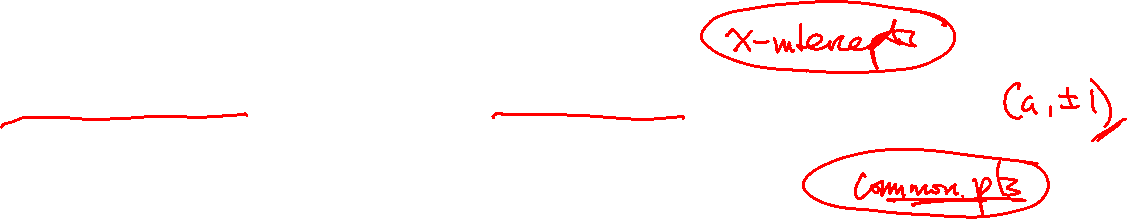 x-intercepts
(a, ±1)
common pts